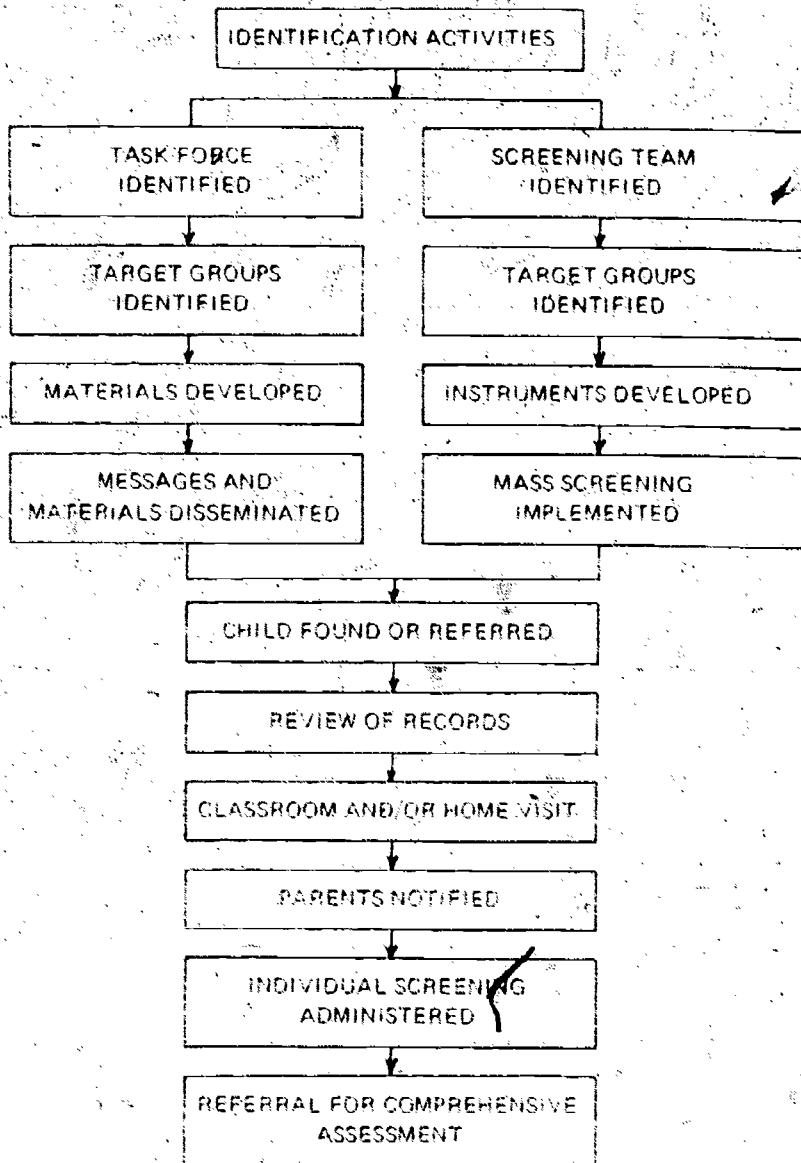 IDENTIFICATION ACTIVITIES
TASK FORCE
IDENTIFIED
TARGET GROUPS
IDENTIFIED
MATERIALS DEVELOPED
MESSAGES AND
MATERIALS DISSEMINATED
SCREENING TEAM
IDENTIFIED
TARGET GROUPS
IDENTIFIED
INSTRUMENTS DEVELOPED
MASS SCREENING
IMPLEMENTED
CHILD FOUND OR REFERRED
REVIEW OF RECORDS
CLASSROOM AND/OR HOME VISIT
PARENTS NOTIFIED
INDIVIDUAL SCREENING
ADMINISTERED
REFERRAL FOR COMPREHENSIVE
ASSESSMENT